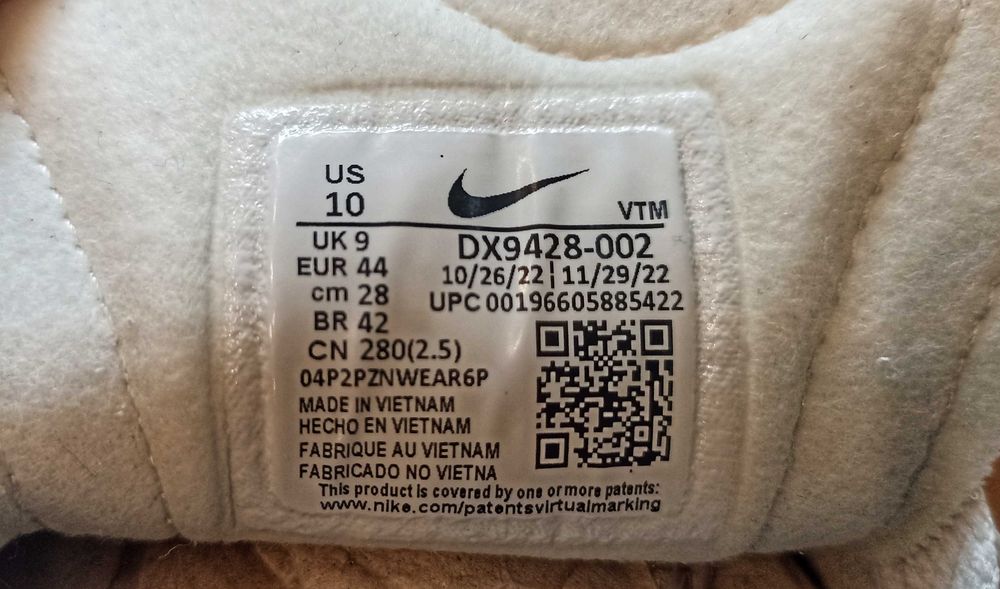 US
10
VTM
UK 9
EUR 44
cm 28
BR 42
CN 280(2.5)
DX9428-002
10/26/22 | 11/29/22
UPC 00196605885422
04P2PZNWEAR6P
MADE IN VIETNAM
HECHO EN VIETNAM
FABRIQUE AU VIETNAM
FABRICADO NO VIETNA
This product is covered by one or more patents:
www.nike.com/patentsvirtualmarking